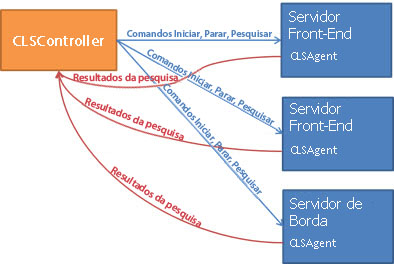 CLSController
Comandos Iniciar, Parar, Pesquisar
Servidor
Front-End
CLSAgent
Comandos Iniciar, Parar, Pesquisar
Resultados da pesquisa
Servidor
Front-End
CLSAgent
Resultados da pesquisa
Comandos Iniciar, Parar, Pesquisar
Resultados da pesquisa
Servidor de
Borda
CLSAgent